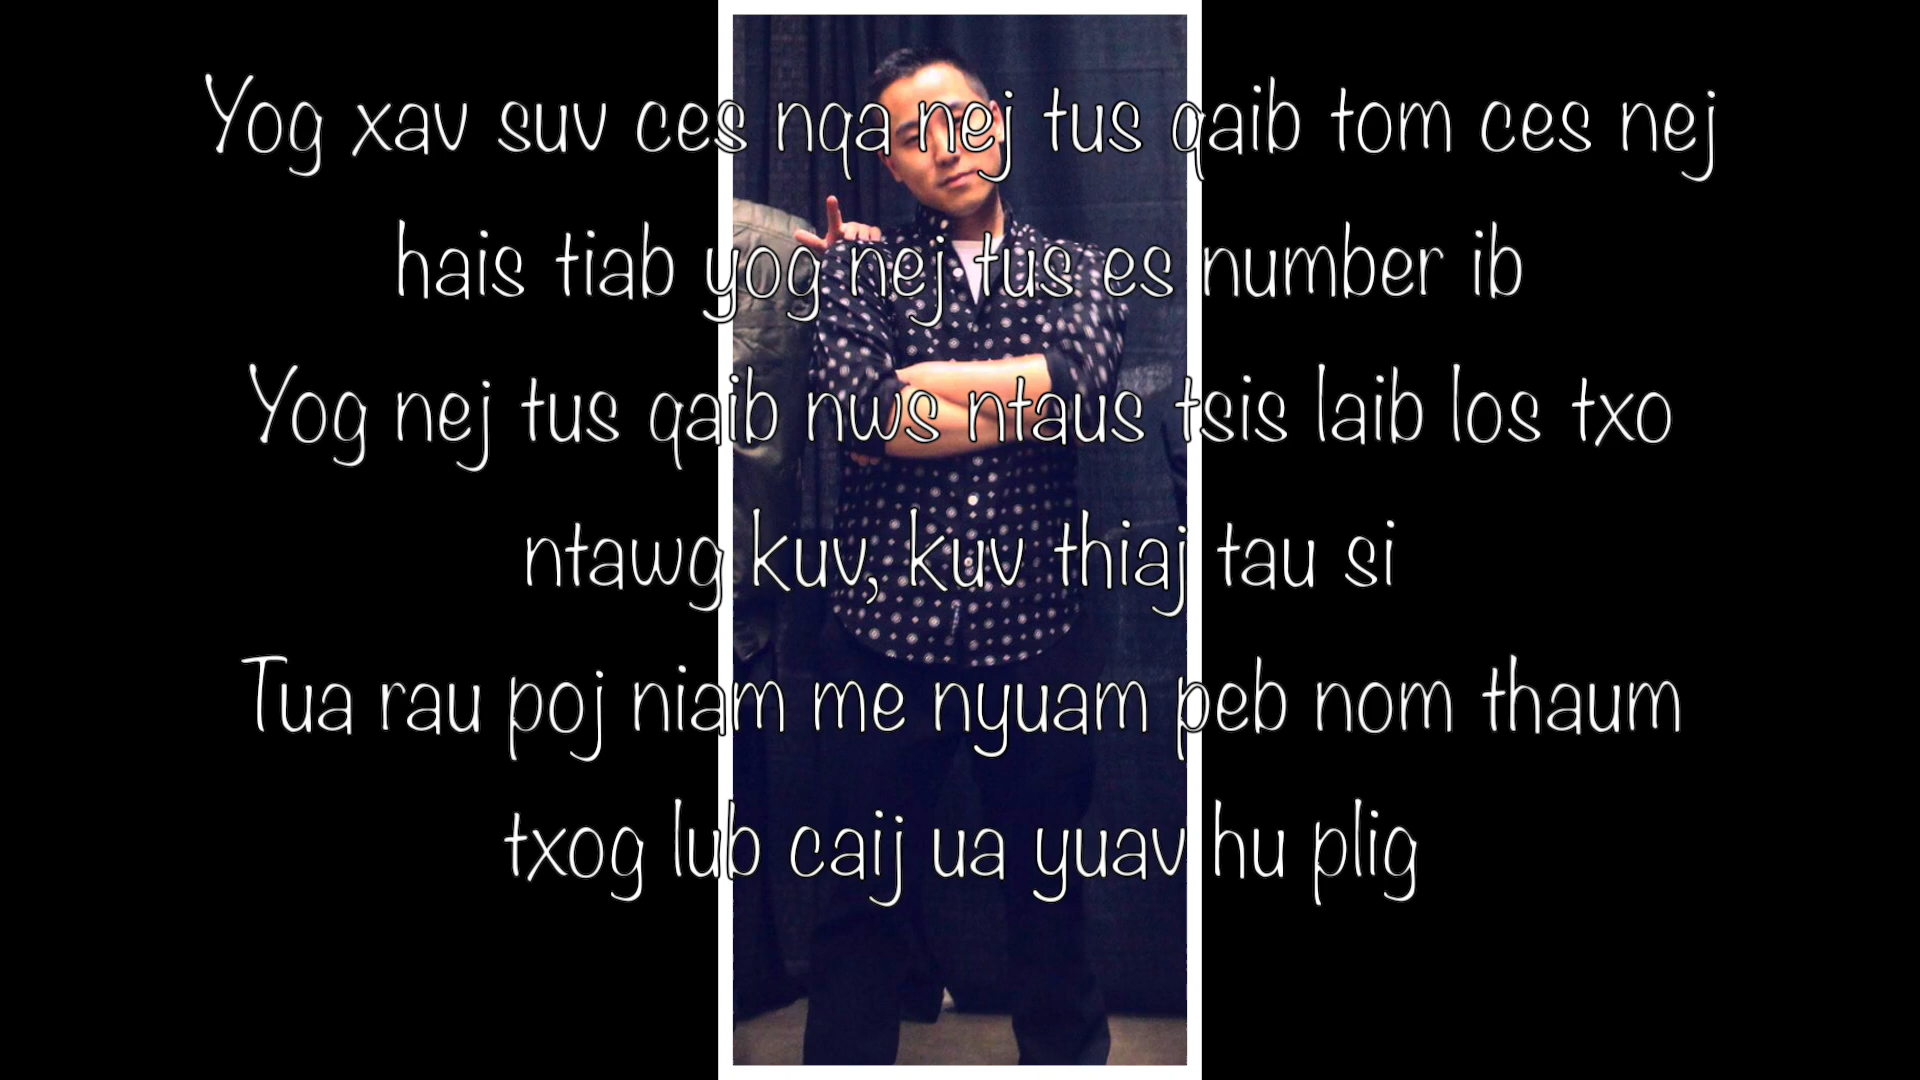 Yog xav suv ces nqa nej tus qaib tom ces nej
hais tiab yog nej tus es number ib
Yog nej tus qaib nws ntaus tsis laib los txo
ntawg kuv, kuv thiaj tau si
Tua rau poj niam me nyuam peb nom thaum
txog lub caij ua yuav hu plig